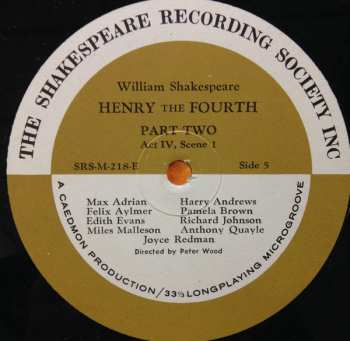 THE SHAKESPEARE RECORDING SOCIETY INC
William Shakespeare
HENRY THE FOURTH
PART TWO
Act IV, Scene 1
SRS-M-218-E Side 5
Max Adrian Harry Andrews
Felix Aylmer Pamela Brown
Edith Evans Richard Johnson
Miles Malleson Anthony Quayle
Joyce Redman
Directed by Peter Wood
A CAEDMON PRODUCTION/33⅓ LONGPLAYING MICROGROOVE